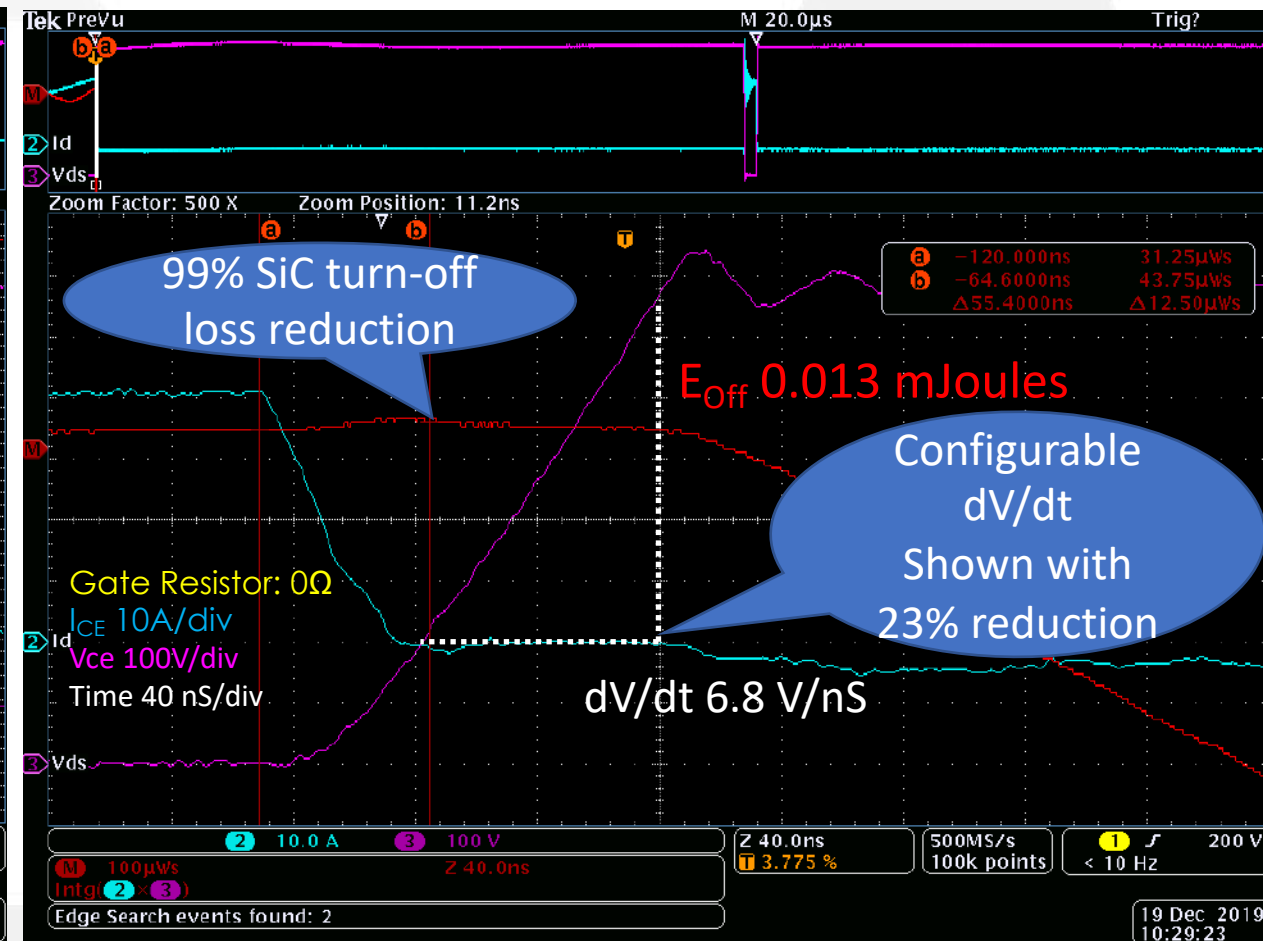 Tek PreVu M 20.0µs Trig?
b a
T
M
2 Id
3 Vds
Zoom Factor: 500 X Zoom Position: 11.2ns
a b T
a -120.000ns 31.25µWs
b -64.6000ns 43.75µWs
Δ55.4000ns Δ12.50µWs
99% SiC turn-off
loss reduction
EOff 0.013 mJoules
M
Configurable
dV/dt
Shown with
23% reduction
Gate Resistor: 0Ω
ICE 10A/div
2 Id
Vce 100V/div
Time 40 nS/div
dV/dt 6.8 V/nS
3 Vds
2 10.0 A 3 100 V
M 100µWs Z 40.0ns
Intg(2×3)
Z 40.0ns
T 3.775 %
500MS/s
100k points
1 200 V
< 10 Hz
Edge Search events found: 2
19 Dec 2019
10:29:23